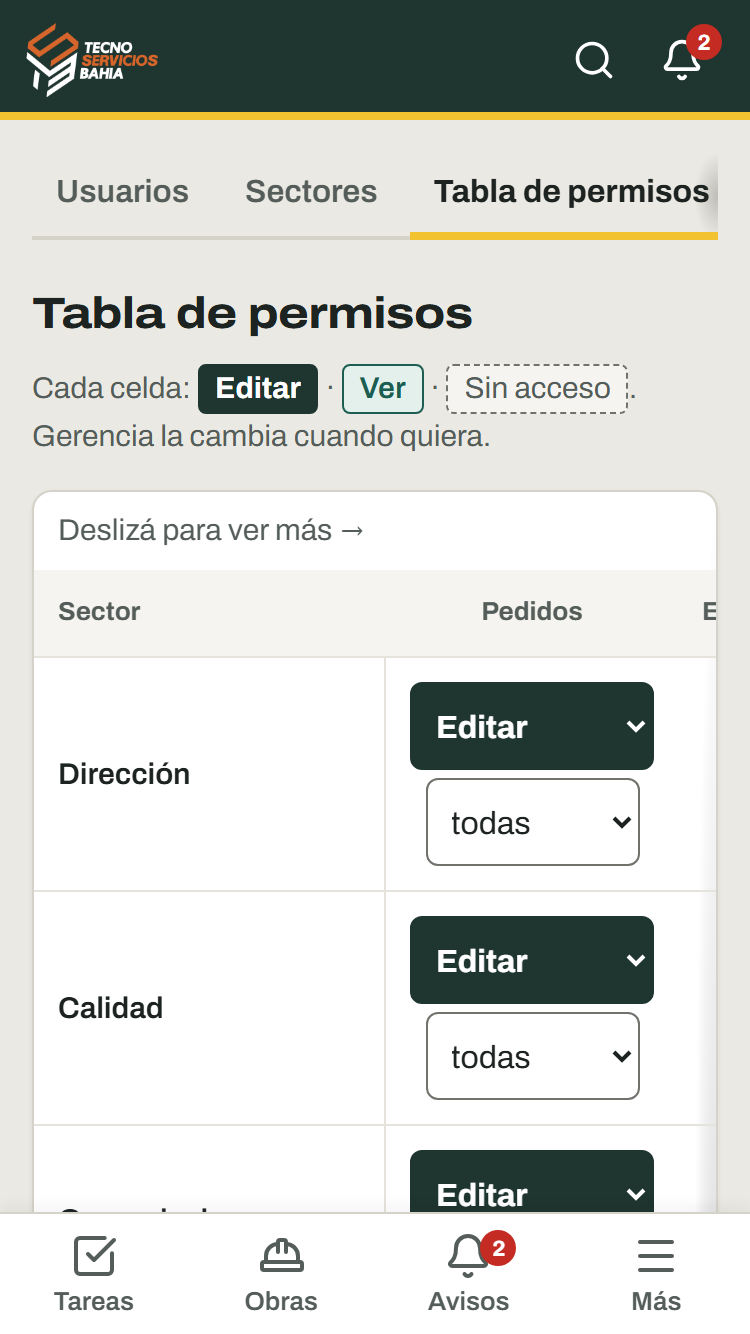 TECNO
SERVICIOS
BAHIA
2
Usuarios Sectores Tabla de permisos
Tabla de permisos
Cada celda: Editar · Ver · Sin acceso.
Gerencia la cambia cuando quiera.
Deslizá para ver más →
Sector Pedidos
Editar
Dirección
todas
Editar
Calidad
todas
Editar
2
Tareas Obras Avisos Más